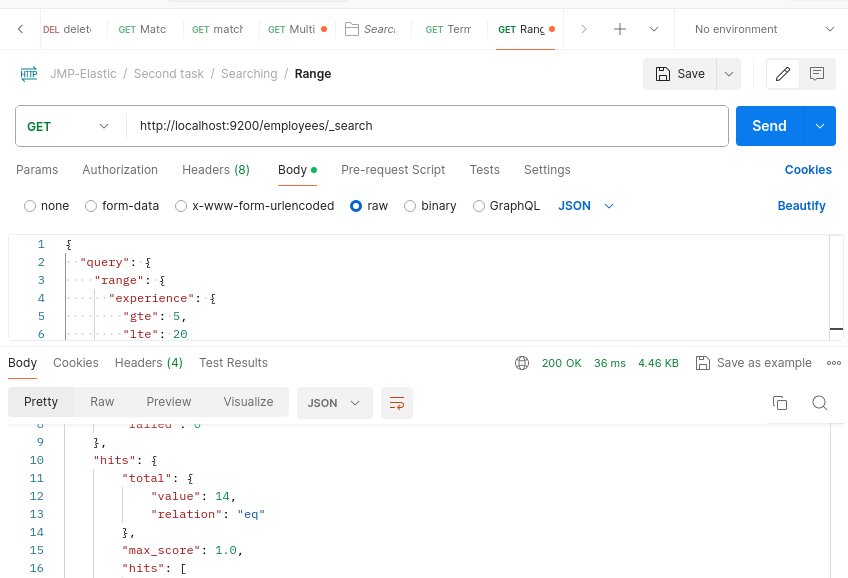 DEL delet GET Matcl GET match GET Multi Searc GET Term GET Rang No environment
HTTP JMP-Elastic / Second task / Searching / Range Save
GET http://localhost:9200/employees/_search Send
Params Authorization Headers (8) Body Pre-request Script Tests Settings Cookies
none form-data x-www-form-urlencoded raw binary GraphQL JSON Beautify
1 {
2 "query": {
3 "range": {
4 "experience": {
5 "gte": 5,
6 "lte": 20
Body Cookies Headers (4) Test Results 200 OK 36 ms 4.46 KB Save as example
Pretty Raw Preview Visualize JSON
8 "failed": 0
9 },
10 "hits": {
11 "total": {
12 "value": 14,
13 "relation": "eq"
14 },
15 "max_score": 1.0,
16 "hits": [